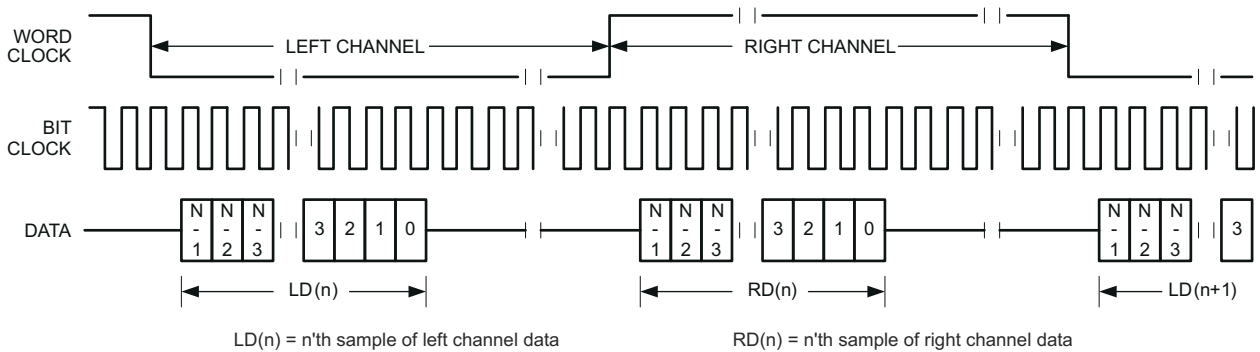 WORD
CLOCK
LEFT CHANNEL
RIGHT CHANNEL
BIT
CLOCK
DATA
N-1 N-2 N-3 3 2 1 0
N-1 N-2 N-3 3 2 1 0
N-1 N-2 N-3 3
LD(n)
RD(n)
LD(n+1)
LD(n) = n'th sample of left channel data
RD(n) = n'th sample of right channel data